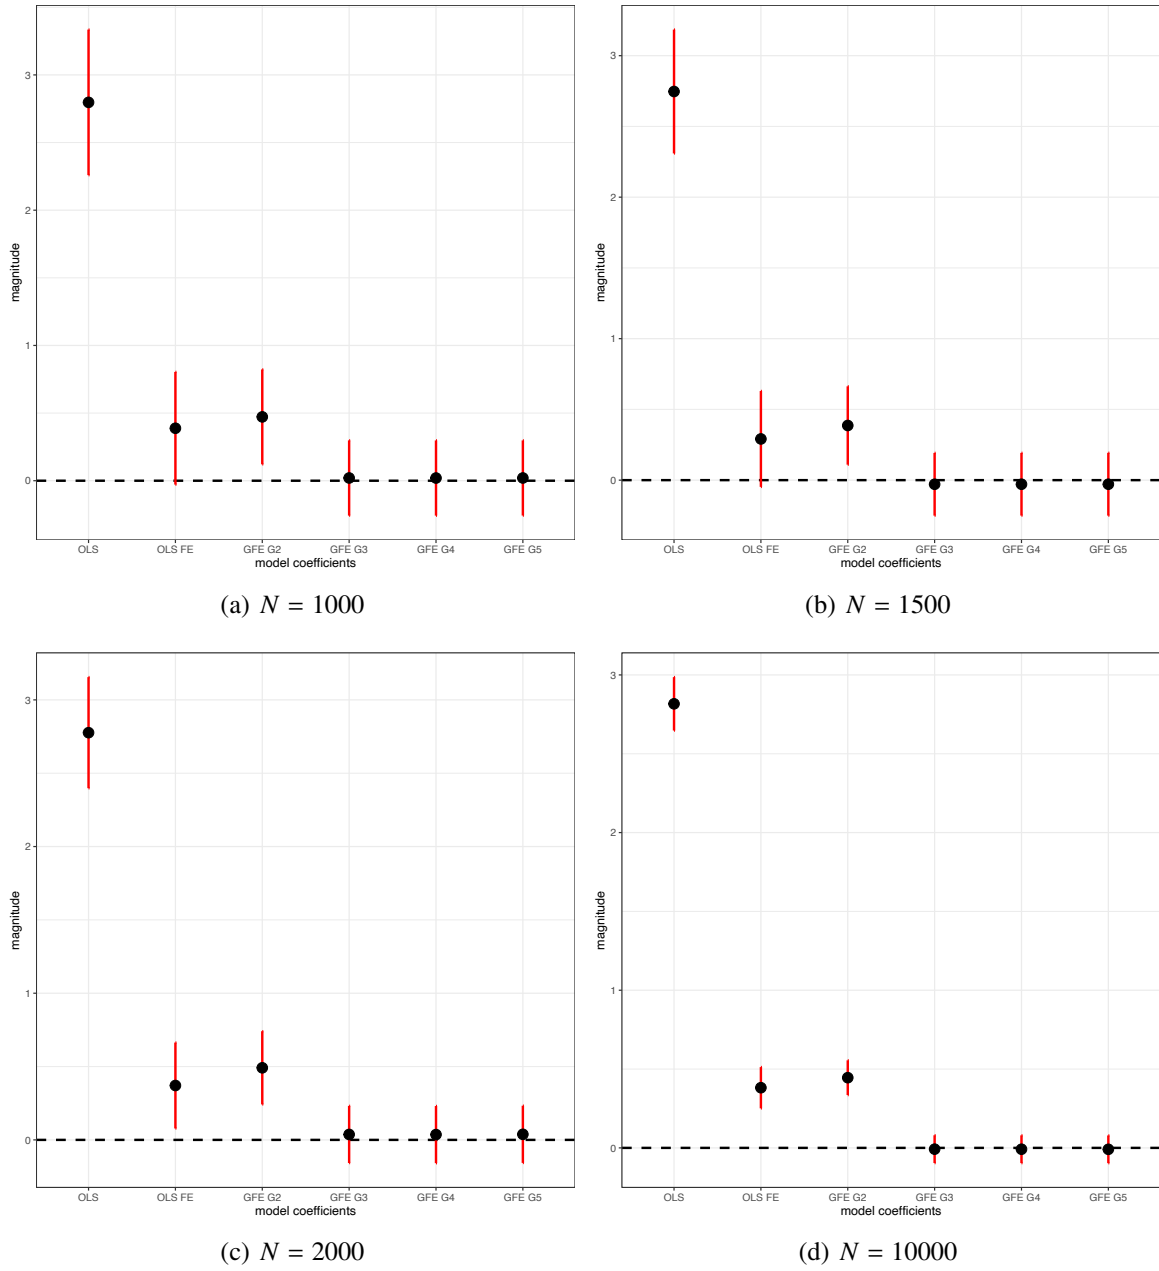 magnitude
3
2
1
0
OLS OLS FE GFE G2 GFE G3 GFE G4 GFE G5
model coefficients
(a) N = 1000
magnitude
3
2
1
0
OLS OLS FE GFE G2 GFE G3 GFE G4 GFE G5
model coefficients
(b) N = 1500
magnitude
3
2
1
0
OLS OLS FE GFE G2 GFE G3 GFE G4 GFE G5
model coefficients
(c) N = 2000
magnitude
3
2
1
0
OLS OLS FE GFE G2 GFE G3 GFE G4 GFE G5
model coefficients
(d) N = 10000